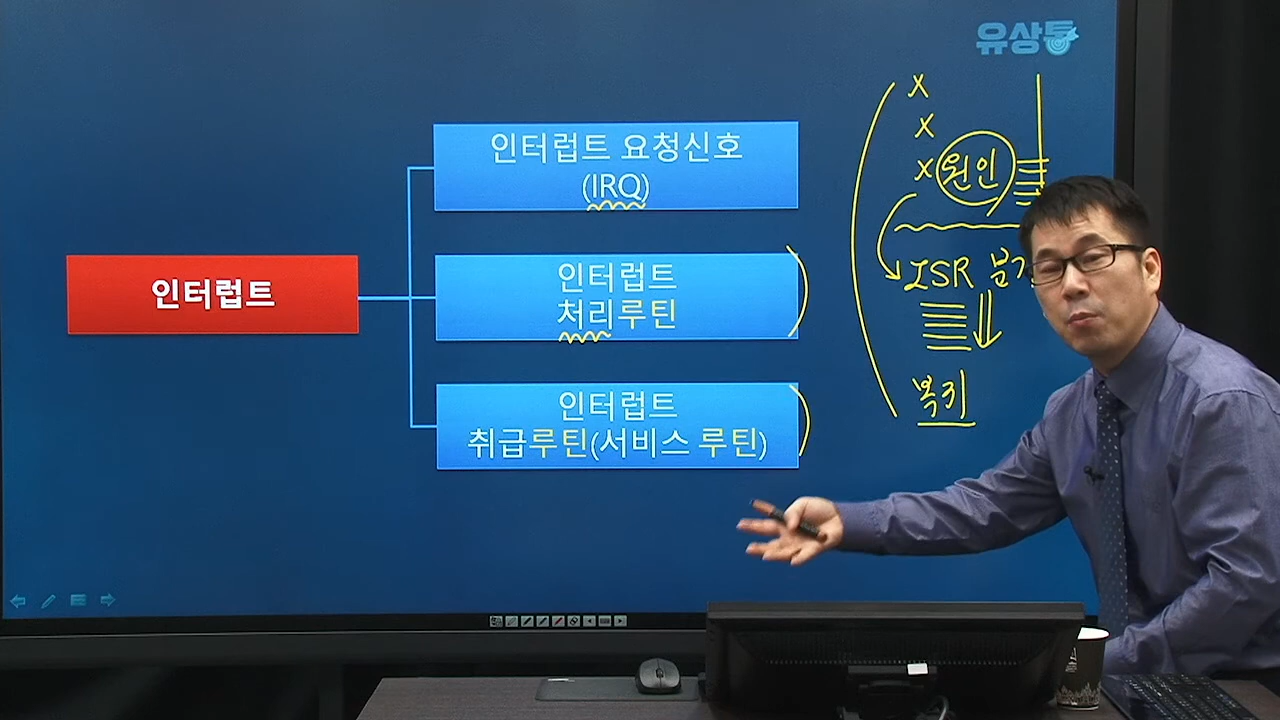 유상통
인터럽트
인터럽트 요청신호
(IRQ)
인터럽트
처리루틴
인터럽트
취급루틴(서비스 루틴)
X
X
X 원인
ISR
복귀